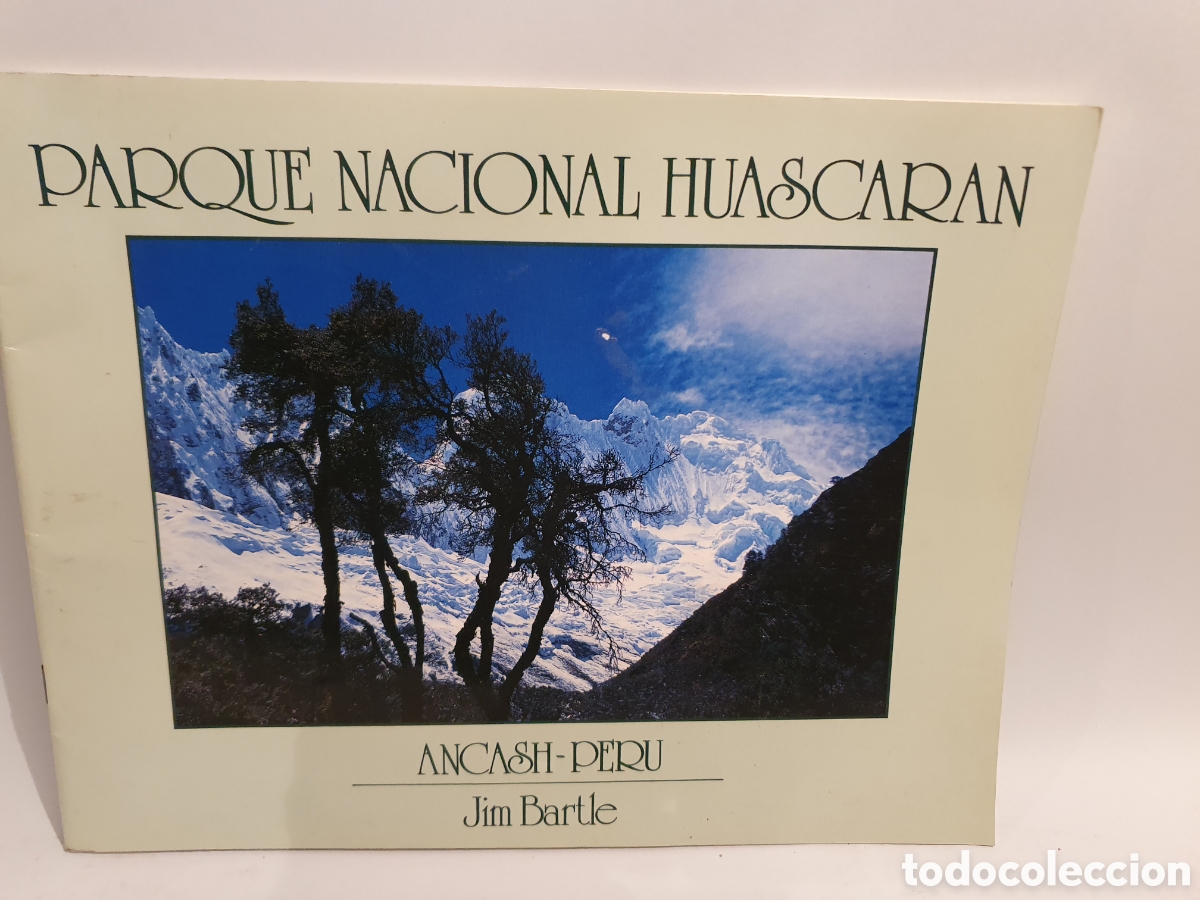 PARQUE NACIONAL HUASCARAN
ANCASH-PERU
Jim Bartle
todocoleccion